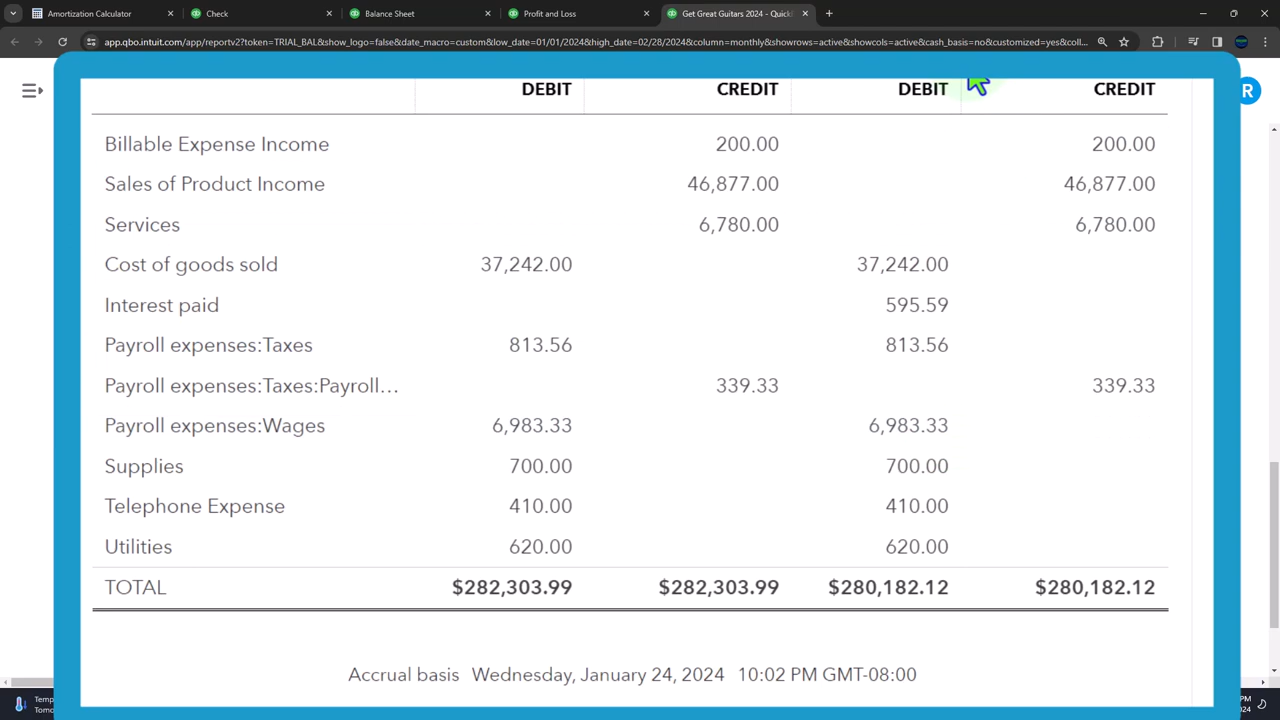 Amortization Calculator
Check
Balance Sheet
Profit and Loss
Get Great Guitars 2024 - Quick
app.qbo.intuit.com/app/reportv2?token=TRIAL_BAL&show_logo=false&date_macro=custom&low_date=01/01/2024&high_date=02/28/2024&column=monthly&showrows=active&showcols=active&cash_basis=no&customized=yes&coll...
R
DEBIT CREDIT DEBIT CREDIT
Billable Expense Income 200.00 200.00
Sales of Product Income 46,877.00 46,877.00
Services 6,780.00 6,780.00
Cost of goods sold 37,242.00 37,242.00
Interest paid 595.59
Payroll expenses:Taxes 813.56 813.56
Payroll expenses:Taxes:Payroll... 339.33 339.33
Payroll expenses:Wages 6,983.33 6,983.33
Supplies 700.00 700.00
Telephone Expense 410.00 410.00
Utilities 620.00 620.00
TOTAL $282,303.99 $282,303.99 $280,182.12 $280,182.12
Accrual basis Wednesday, January 24, 2024 10:02 PM GMT-08:00
Temp
PM